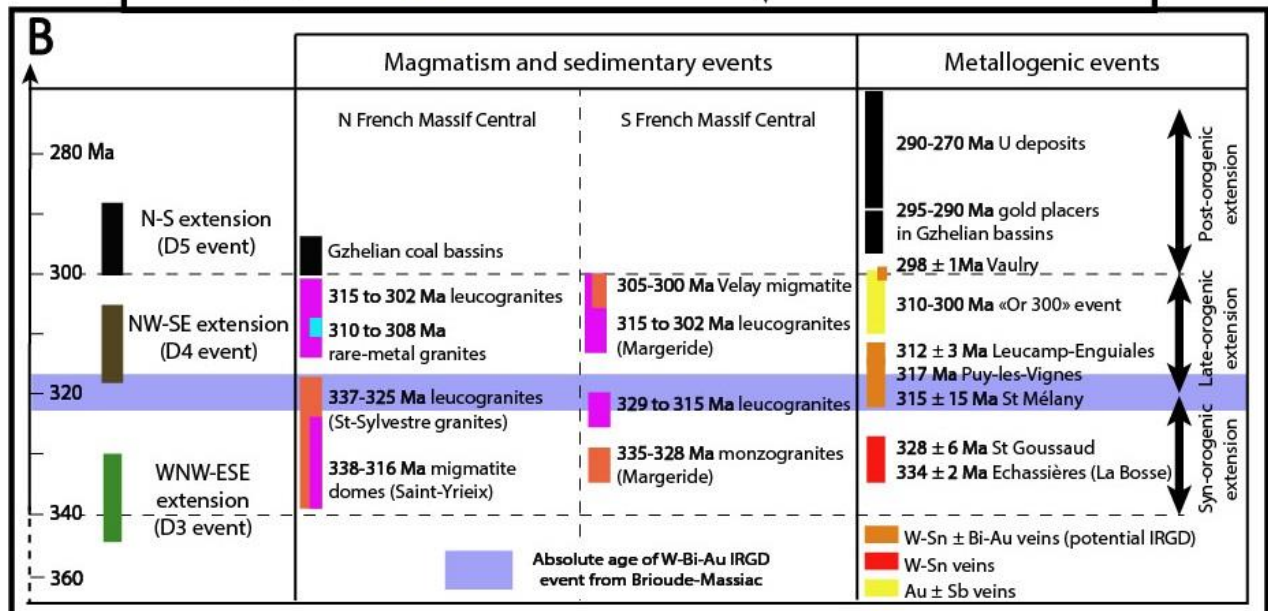 B
Magmatism and sedimentary events
Metallogenic events
N French Massif Central
S French Massif Central
280 Ma
300
320
340
360
N-S extension
(D5 event)
NW-SE extension
(D4 event)
WNW-ESE
extension
(D3 event)
Gzhelian coal bassins
315 to 302 Ma leucogranites
310 to 308 Ma
rare-metal granites
337-325 Ma leucogranites
(St-Sylvestre granites)
338-316 Ma migmatite
domes (Saint-Yrieix)
305-300 Ma Velay migmatite
315 to 302 Ma leucogranites
(Margeride)
329 to 315 Ma leucogranites
335-328 Ma monzogranites
(Margeride)
Absolute age of W-Bi-Au IRGD
event from Brioude-Massiac
290-270 Ma U deposits
295-290 Ma gold placers
in Gzhelian bassins
298 ± 1Ma Vaulry
310-300 Ma «Or 300» event
312 ± 3 Ma Leucamp-Enguiales
317 Ma Puy-les-Vignes
315 ± 15 Ma St Mélany
328 ± 6 Ma St Goussaud
334 ± 2 Ma Echassières (La Bosse)
W-Sn ± Bi-Au veins (potential IRGD)
W-Sn veins
Au ± Sb veins
Post-orogenic
extension
Late-orogenic
extension
Syn-orogenic
extension